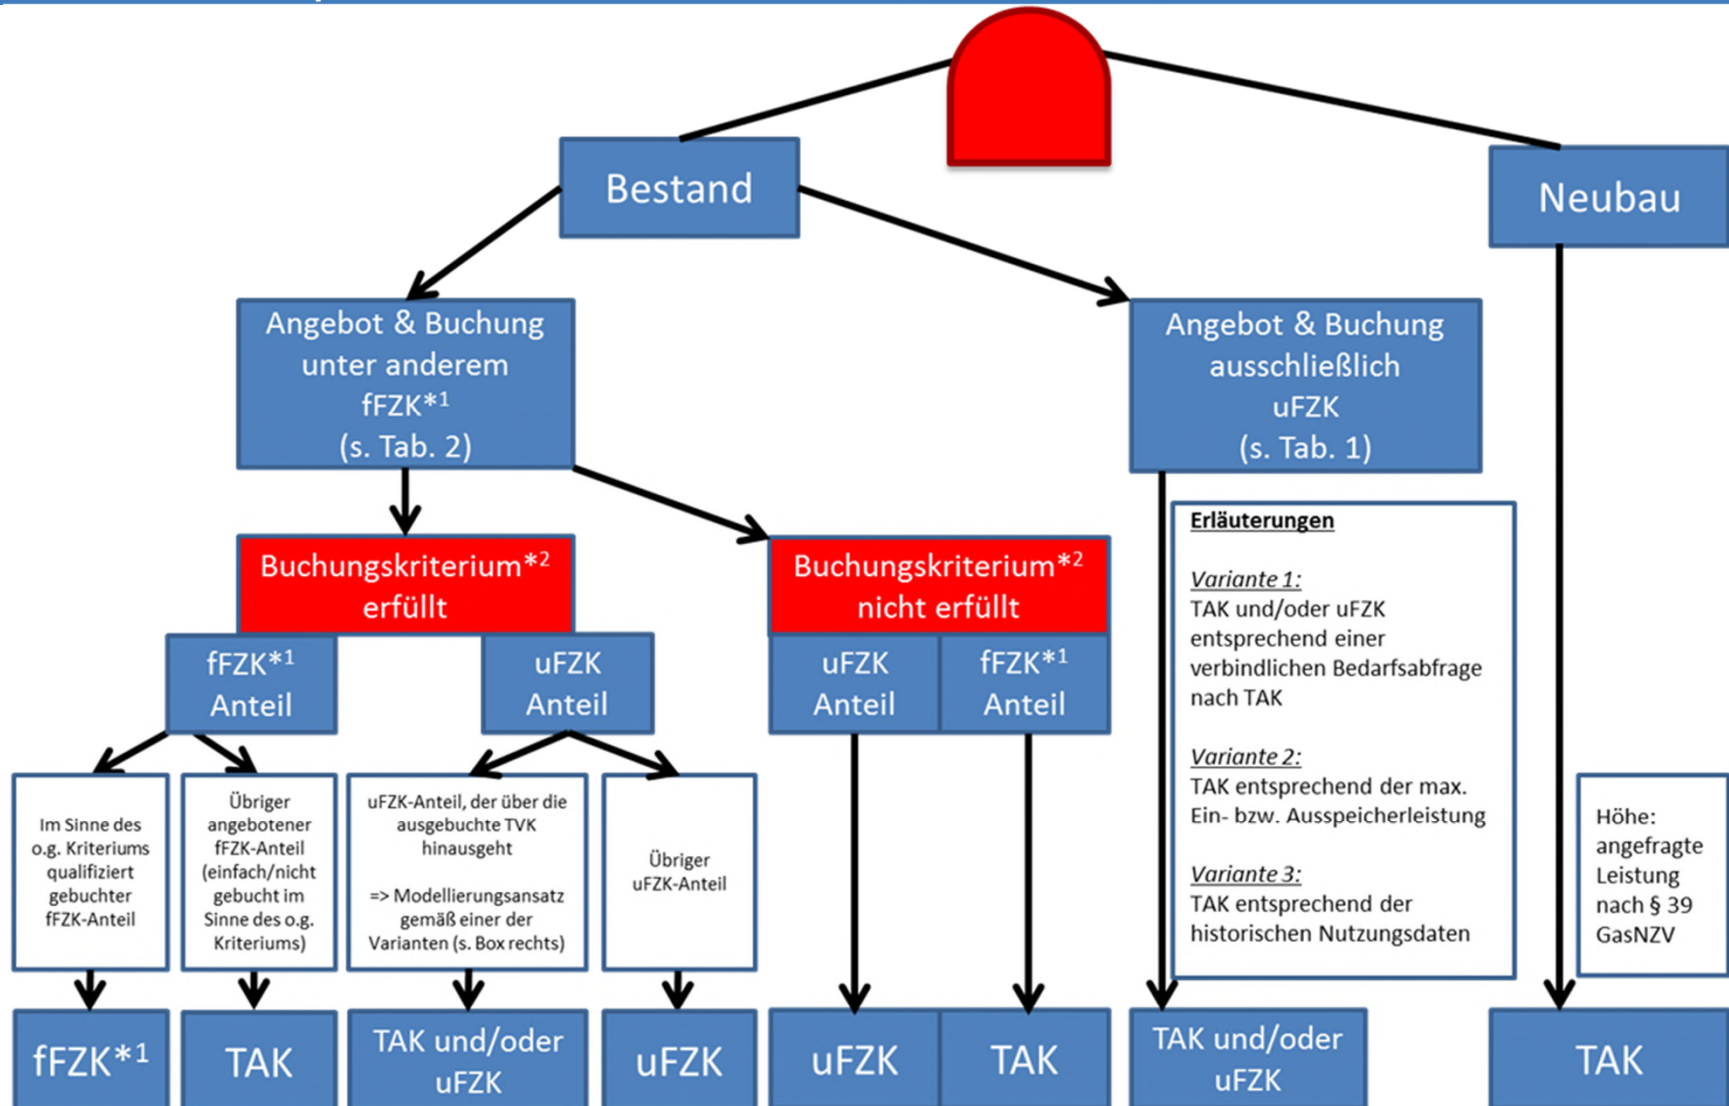 Bestand
Neubau
Angebot & Buchung
unter anderem
fFZK*1
(s. Tab. 2)
Angebot & Buchung
ausschließlich
uFZK
(s. Tab. 1)
Buchungskriterium*2
erfüllt
Buchungskriterium*2
nicht erfüllt
fFZK*1
Anteil
uFZK
Anteil
uFZK
Anteil
fFZK*1
Anteil
Erläuterungen
Variante 1:
TAK und/oder uFZK
entsprechend einer
verbindlichen Bedarfsabfrage
nach TAK
Variante 2:
TAK entsprechend der max.
Ein- bzw. Ausspeicherleistung
Variante 3:
TAK entsprechend der
historischen Nutzungsdaten
Im Sinne des
o.g. Kriteriums
qualifiziert
gebuchter
fFZK-Anteil
Übriger
angebotener
fFZK-Anteil
(einfach/nicht
gebucht im
Sinne des o.g.
Kriteriums)
uFZK-Anteil, der über die
ausgebuchte TVK
hinausgeht
=> Modellierungsansatz
gemäß einer der
Varianten (s. Box rechts)
Übriger
uFZK-Anteil
Höhe:
angefragte
Leistung
nach § 39
GasNZV
fFZK*1
TAK
TAK und/oder
uFZK
uFZK
uFZK
TAK
TAK und/oder
uFZK
TAK